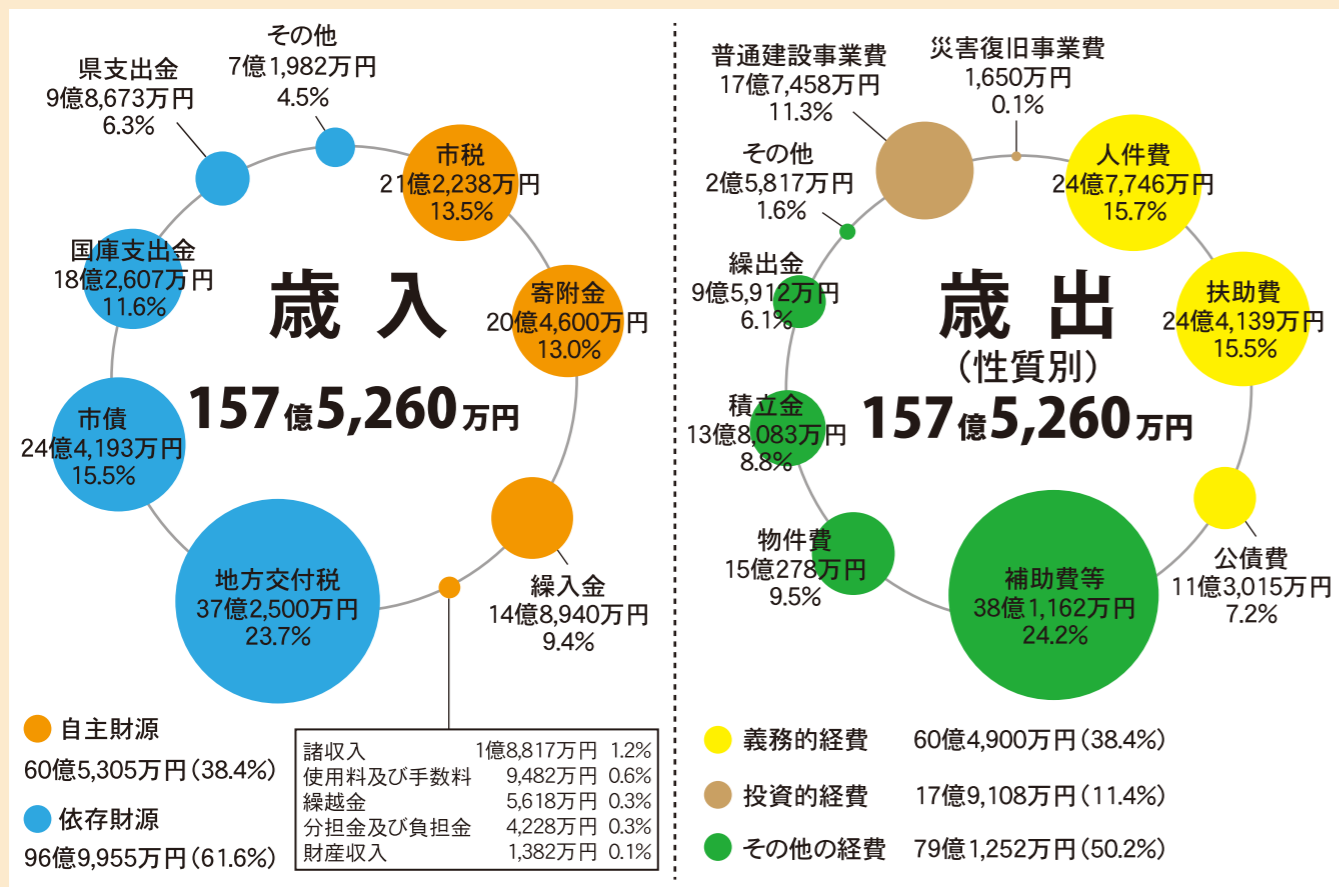 歳入
157億5,260万円
市税
21億2,238万円
13.5%
寄附金
20億4,600万円
13.0%
繰入金
14億8,940万円
9.4%
諸収入 1億8,817万円 1.2%
使用料及び手数料 9,482万円 0.6%
繰越金 5,618万円 0.3%
分担金及び負担金 4,228万円 0.3%
財産収入 1,382万円 0.1%
地方交付税
37億2,500万円
23.7%
市債
24億4,193万円
15.5%
国庫支出金
18億2,607万円
11.6%
県支出金
9億8,673万円
6.3%
その他
7億1,982万円
4.5%
自主財源
60億5,305万円(38.4%)
依存財源
96億9,955万円(61.6%)
歳出
(性質別)
157億5,260万円
人件費
24億7,746万円
15.7%
扶助費
24億4,139万円
15.5%
公債費
11億3,015万円
7.2%
補助費等
38億1,162万円
24.2%
物件費
15億278万円
9.5%
積立金
13億8,083万円
8.8%
繰出金
9億5,912万円
6.1%
その他
2億5,817万円
1.6%
普通建設事業費
17億7,458万円
11.3%
災害復旧事業費
1,650万円
0.1%
義務的経費 60億4,900万円(38.4%)
投資的経費 17億9,108万円(11.4%)
その他の経費 79億1,252万円(50.2%)